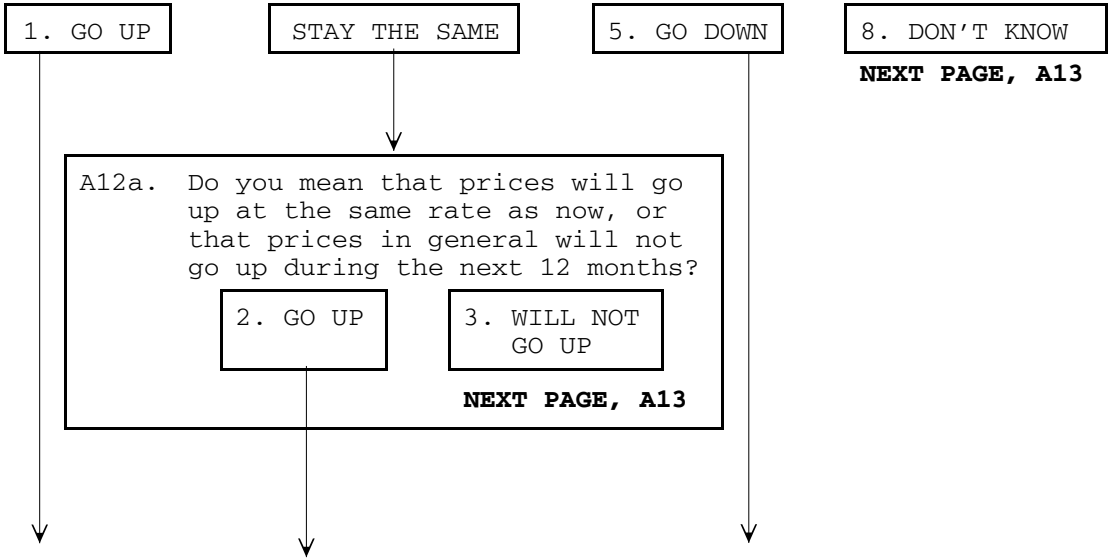 1. GO UP
STAY THE SAME
5. GO DOWN
8. DON'T KNOW
NEXT PAGE, A13
A12a. Do you mean that prices will go
up at the same rate as now, or
that prices in general will not
go up during the next 12 months?
2. GO UP
3. WILL NOT
GO UP
NEXT PAGE, A13